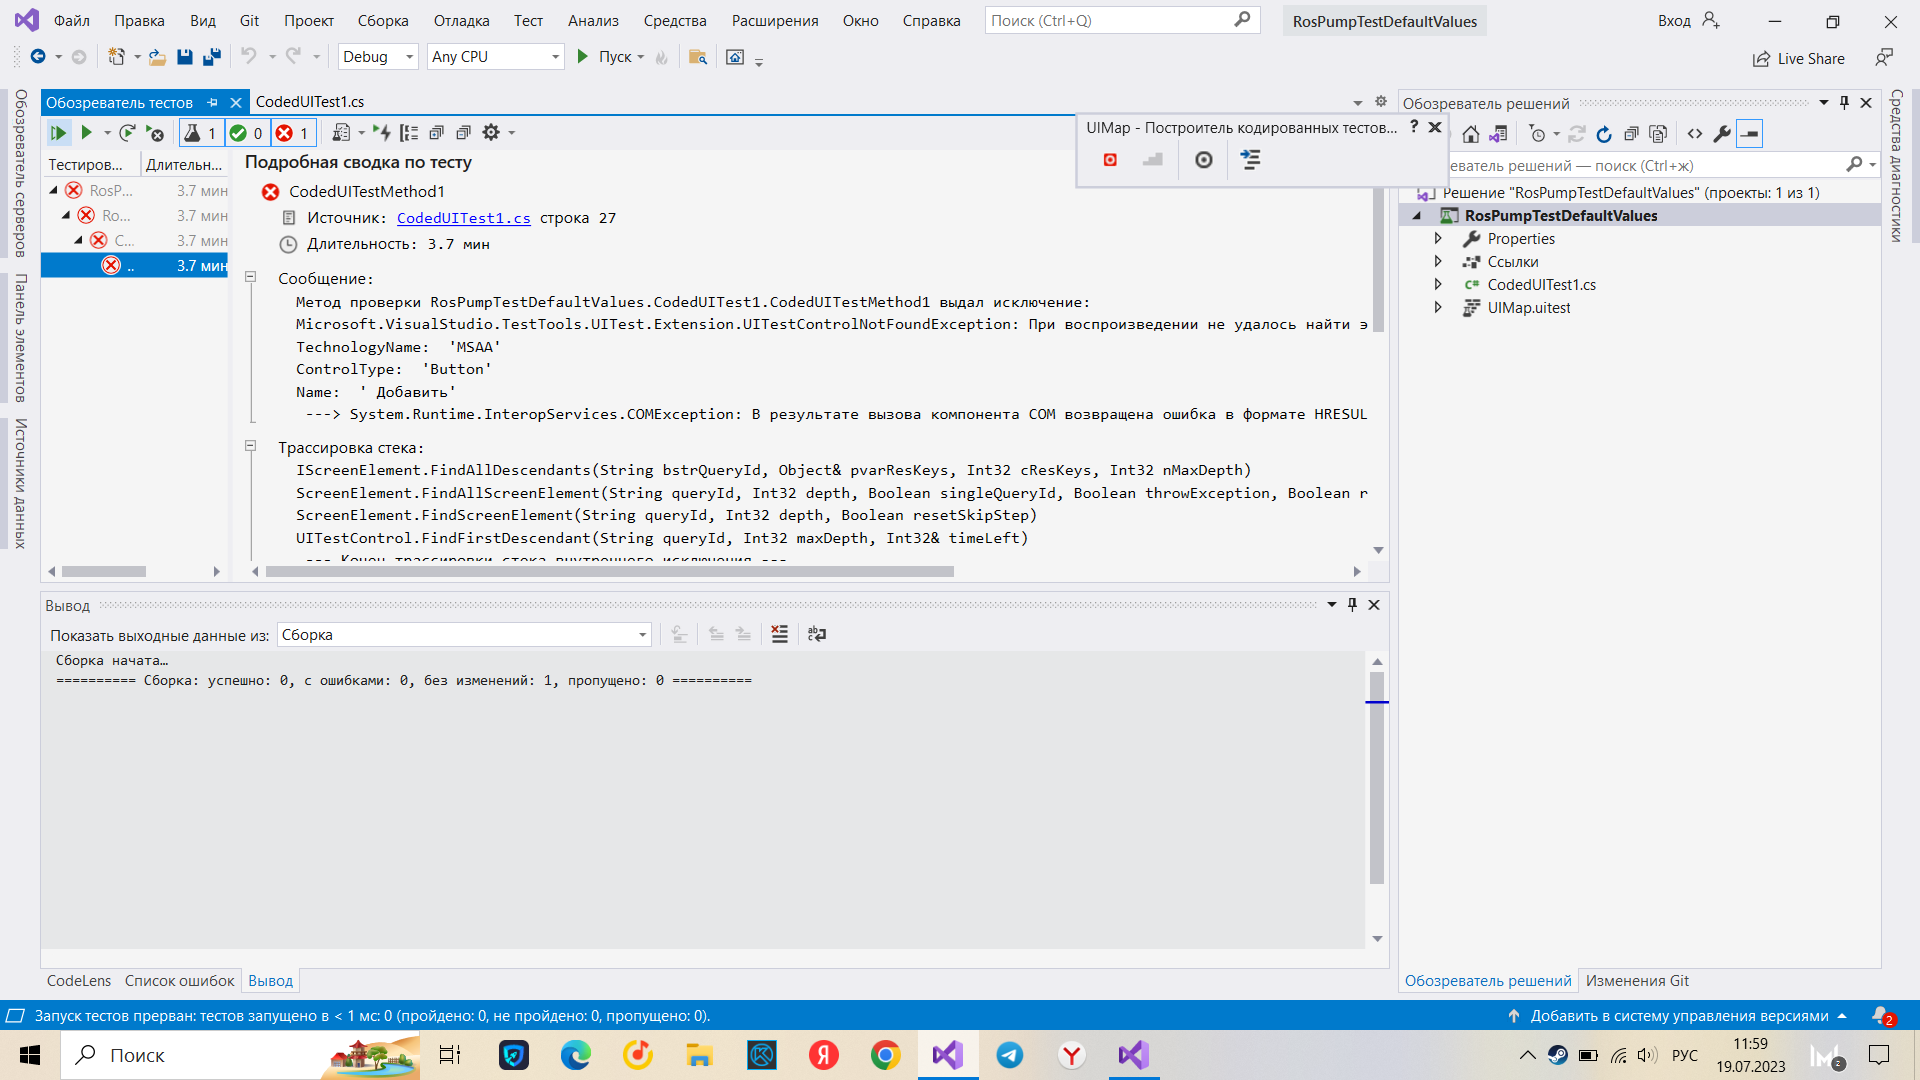 Файл Правка Вид Git Проект Сборка Отладка Тест Анализ Средства Расширения Окно Справка Поиск (Ctrl+Q) RosPumpTestDefaultValues Вход
Debug Any CPU Пуск Live Share
Обозреватель серверов
Панель элементов
Источники данных
Обозреватель тестов CodedUITest1.cs
1 0 1
Тестиров... Длительн...
RosP... 3.7 мин
Ro... 3.7 мин
C... 3.7 мин
.. 3.7 мин
Подробная сводка по тесту
CodedUITestMethod1
Источник: CodedUITest1.cs строка 27
Длительность: 3.7 мин
Сообщение:
Метод проверки RosPumpTestDefaultValues.CodedUITest1.CodedUITestMethod1 выдал исключение:
Microsoft.VisualStudio.TestTools.UITest.Extension.UITestControlNotFoundException: При воспроизведении не удалось найти э
TechnologyName: 'MSAA'
ControlType: 'Button'
Name: ' Добавить'
---> System.Runtime.InteropServices.COMException: В результате вызова компонента COM возвращена ошибка в формате HRESUL
Трассировка стека:
IScreenElement.FindAllDescendants(String bstrQueryId, Object& pvarResKeys, Int32 cResKeys, Int32 nMaxDepth)
ScreenElement.FindAllScreenElement(String queryId, Int32 depth, Boolean singleQueryId, Boolean throwException, Boolean r
ScreenElement.FindScreenElement(String queryId, Int32 depth, Boolean resetSkipStep)
UITestControl.FindFirstDescendant(String queryId, Int32 maxDepth, Int32& timeLeft)
--- Конец трассировки стека внутреннего исключения ---
UIMap - Построитель кодированных тестов... ?
Обозреватель решений
еватель решений — поиск (Ctrl+ж)
Решение "RosPumpTestDefaultValues" (проекты: 1 из 1)
RosPumpTestDefaultValues
Properties
Ссылки
CodedUITest1.cs
UIMap.uitest
Средства диагностики
Вывод
Показать выходные данные из: Сборка
Сборка начата…
========== Сборка: успешно: 0, с ошибками: 0, без изменений: 1, пропущено: 0 ==========
CodeLens Список ошибок Вывод
Обозреватель решений Изменения Git
Запуск тестов прерван: тестов запущено в < 1 мс: 0 (пройдено: 0, не пройдено: 0, пропущено: 0).
Добавить в систему управления версиями 2
Поиск
РУС
11:59
19.07.2023
2